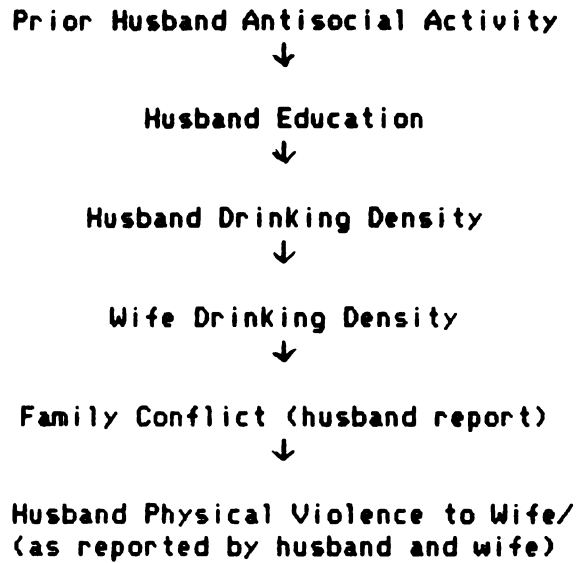 Prior Husband Antisocial Activity
↓
Husband Education
↓
Husband Drinking Density
↓
Wife Drinking Density
↓
Family Conflict (husband report)
↓
Husband Physical Violence to Wife/
(as reported by husband and wife)